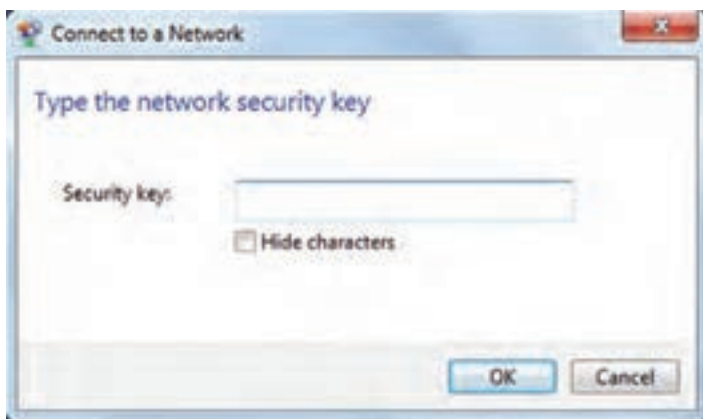 Connect to a Network
Type the network security key
Security key:
Hide characters
OK Cancel